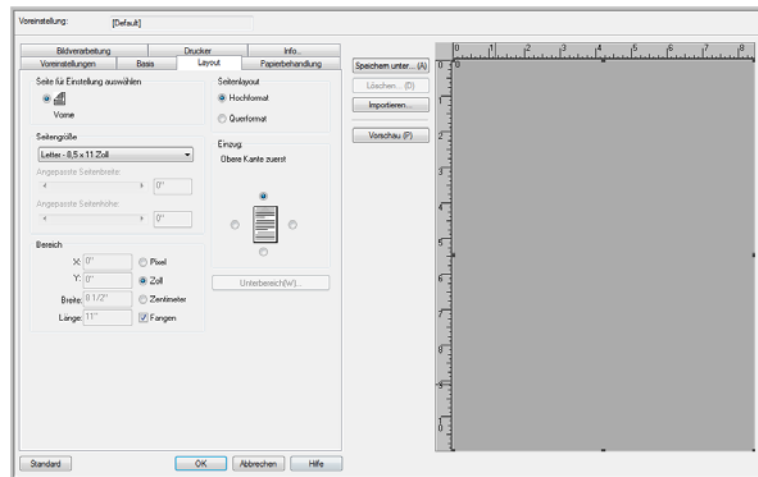 Voreinstellung: [Default]
Bildverarbeitung Drucker Info..
Voreinstellungen Basis Layout Papierbehandlung
Seite für Einstellung auswählen
Vorne
Seitengröße
Letter - 8,5 x 11 Zoll
Angepasste Seitenbreite:
0"
Angepasste Seitenhöhe:
0"
Bereich
X: 0" Pixel
Y: 0" Zoll
Breite: 8 1/2" Zentimeter
Länge: 11" Fangen
Seitenlayout
Hochformat
Querformat
Einzug:
Obere Kante zuerst
Unterbereich(W)...
Speichern unter... (A)
Löschen... (D)
Importieren...
Vorschau (P)
0 1 2 3 4 5 6 7 8
0 0
1
2
3
4
5
6
7
8
9
1
0
Standard OK Abbrechen Hilfe